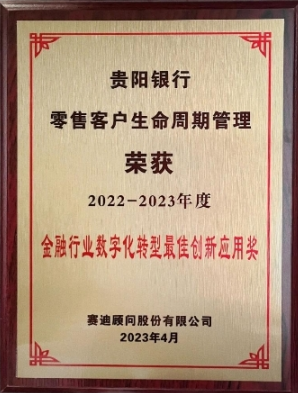 贵阳银行
零售客户生命周期管理
荣获
2022-2023年度
金融行业数字化转型最佳创新应用奖
赛迪顾问股份有限公司
2023年4月